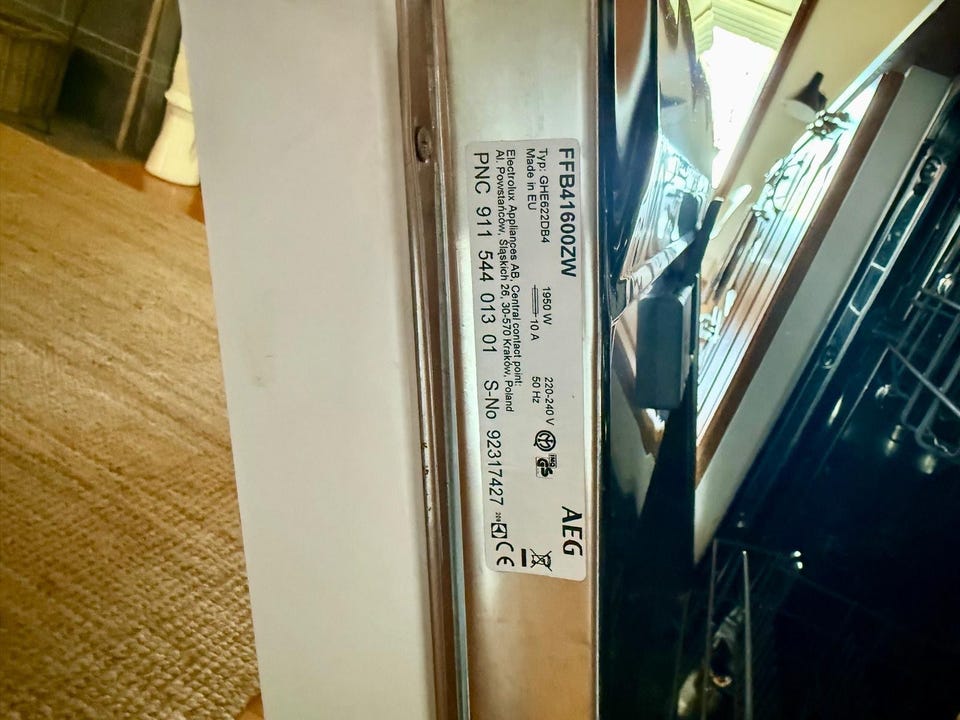 FFB41600ZW
Typ: GHE622DB4 1950 W 220-240 V
Made in EU 10 A 50 Hz
AEG
Electrolux Appliances AB, Central contact point:
Al. Powstańców, Śląskich 26, 30-570 Kraków, Poland
PNC 911 544 013 01 S-No 92317427
CE